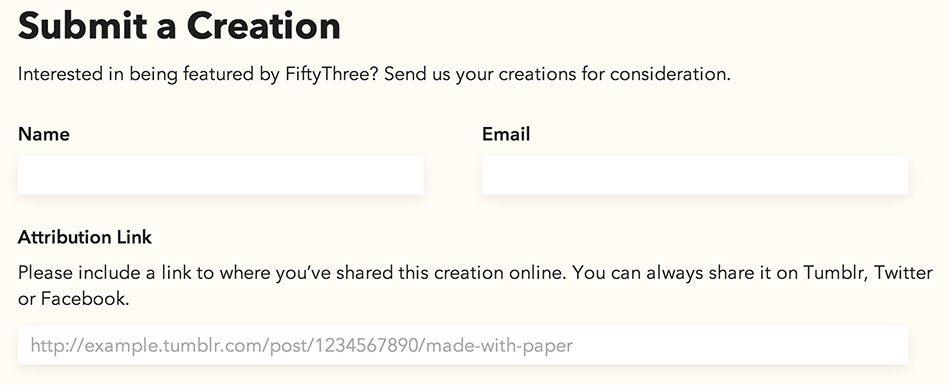 Submit a Creation
Interested in being featured by FiftyThree? Send us your creations for consideration.
Name
Email
Attribution Link
Please include a link to where you’ve shared this creation online. You can always share it on Tumblr, Twitter
or Facebook.
http://example.tumblr.com/post/1234567890/made-with-paper